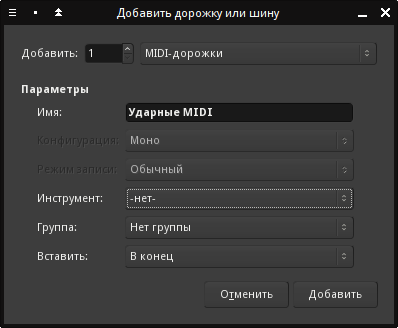 Добавить дорожку или шину
Добавить: 1 MIDI-дорожки
Параметры
Имя: Ударные MIDI
Конфигурация: Моно
Режим записи: Обычный
Инструмент: -нет-
Группа: Нет группы
Вставить: В конец
Отменить Добавить